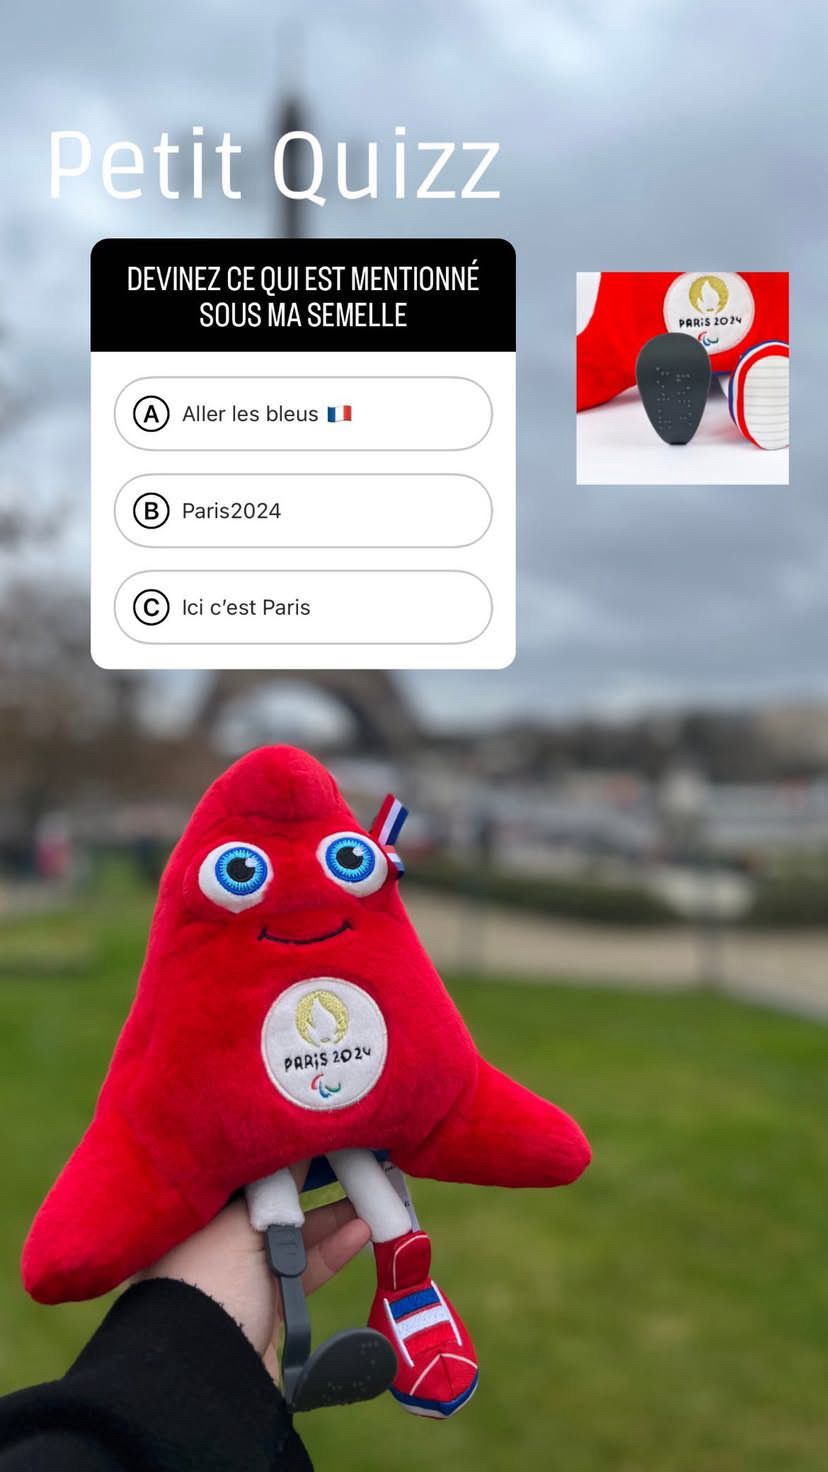 Petit Quizz
DEVINEZ CE QUI EST MENTIONNÉ
SOUS MA SEMELLE
A Aller les bleus 🇫🇷
B Paris2024
C Ici c’est Paris
PARIS 2024
PARIS 2024